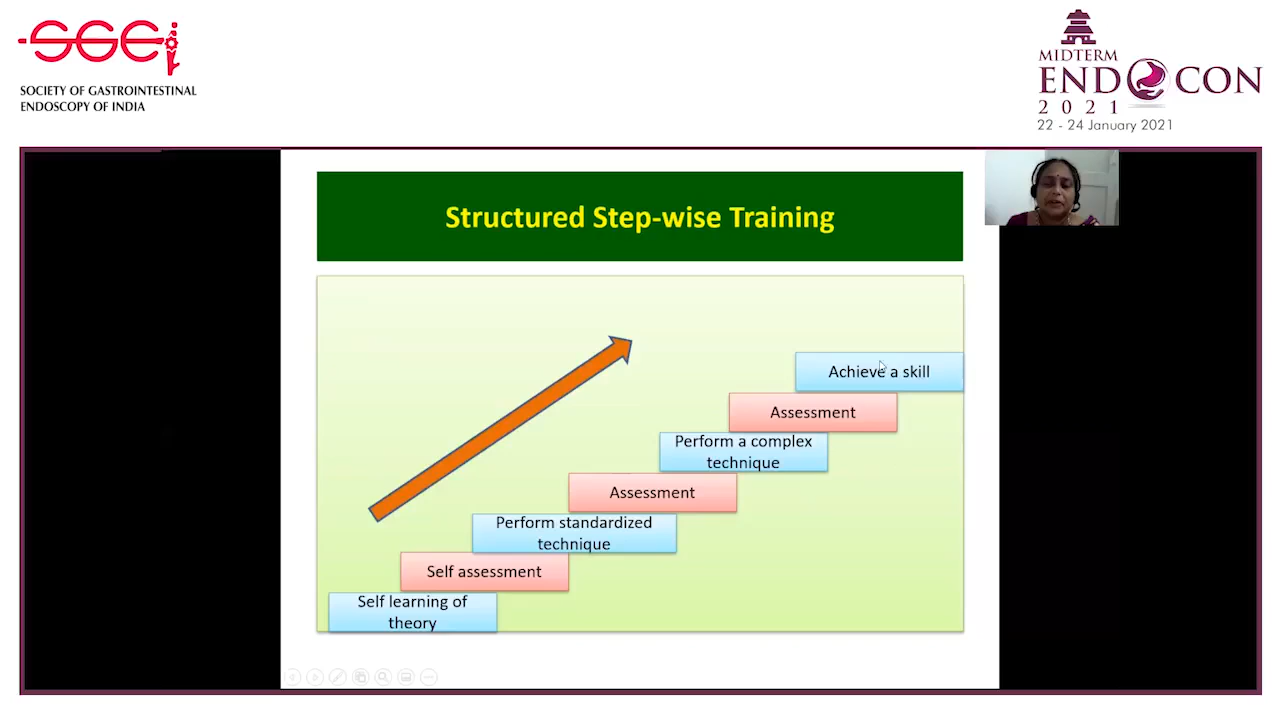 SGEi
SOCIETY OF GASTROINTESTINAL
ENDOSCOPY OF INDIA
MIDTERM
ENDOCON
2021
22 - 24 January 2021
Structured Step-wise Training
Achieve a skill
Assessment
Perform a complex
technique
Assessment
Perform standardized
technique
Self assessment
Self learning of
theory